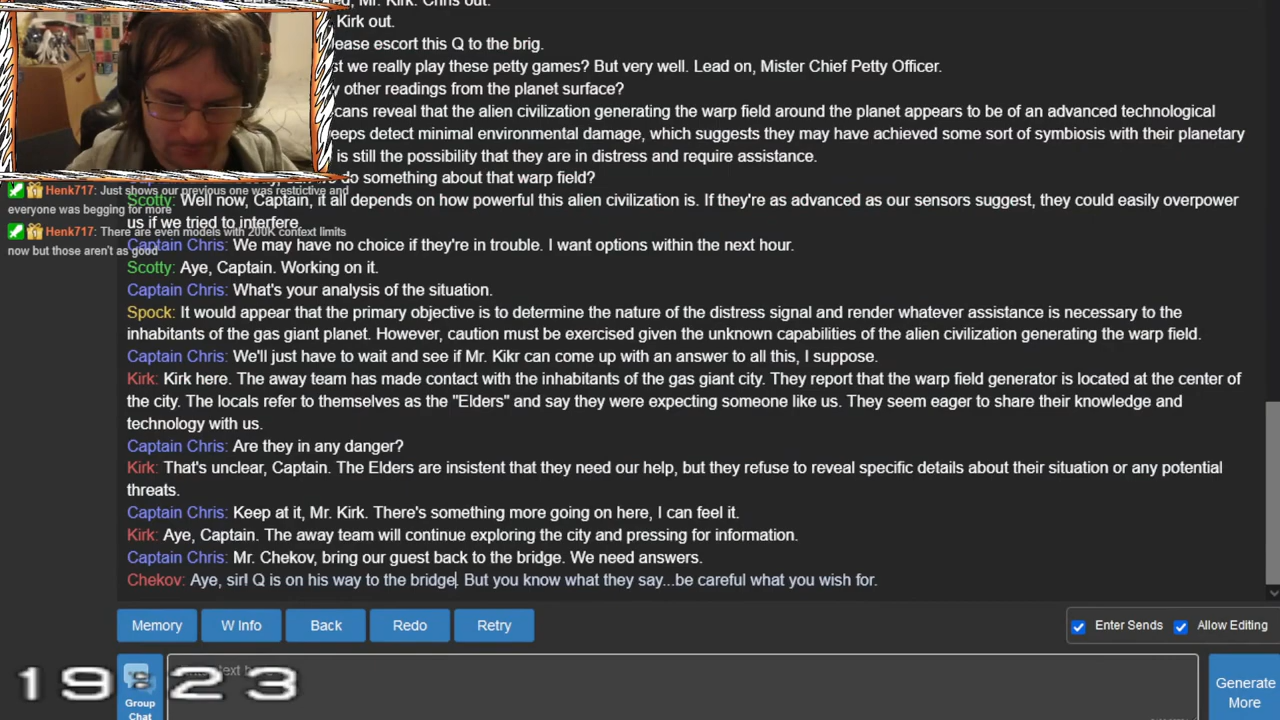 nd, Mr. Kirk. Chris out.
Kirk out.
ease escort this Q to the brig.
st we really play these petty games? But very well. Lead on, Mister Chief Petty Officer.
y other readings from the planet surface?
cans reveal that the alien civilization generating the warp field around the planet appears to be of an advanced technological
eeps detect minimal environmental damage, which suggests they may have achieved some sort of symbiosis with their planetary
is still the possibility that they are in distress and require assistance.
do something about that warp field?
Henk717: Just shows our previous one was restrictive and
everyone was begging for more
Scotty: Well now, Captain, it all depends on how powerful this alien civilization is. If they're as advanced as our sensors suggest, they could easily overpower
us if we tried to interfere.
Henk717: There are even models with 200K context limits
now but those aren't as good
Captain Chris: We may have no choice if they're in trouble. I want options within the next hour.
Scotty: Aye, Captain. Working on it.
Captain Chris: What's your analysis of the situation.
Spock: It would appear that the primary objective is to determine the nature of the distress signal and render whatever assistance is necessary to the
inhabitants of the gas giant planet. However, caution must be exercised given the unknown capabilities of the alien civilization generating the warp field.
Captain Chris: We'll just have to wait and see if Mr. Kikr can come up with an answer to all this, I suppose.
Kirk: Kirk here. The away team has made contact with the inhabitants of the gas giant city. They report that the warp field generator is located at the center of
the city. The locals refer to themselves as the "Elders" and say they were expecting someone like us. They seem eager to share their knowledge and
technology with us.
Captain Chris: Are they in any danger?
Kirk: That's unclear, Captain. The Elders are insistent that they need our help, but they refuse to reveal specific details about their situation or any potential
threats.
Captain Chris: Keep at it, Mr. Kirk. There's something more going on here, I can feel it.
Kirk: Aye, Captain. The away team will continue exploring the city and pressing for information.
Captain Chris: Mr. Chekov, bring our guest back to the bridge. We need answers.
Chekov: Aye, sir! Q is on his way to the bridge. But you know what they say...be careful what you wish for.
Memory W Info Back Redo Retry
Enter Sends Allow Editing
Group
Chat
Generate
More